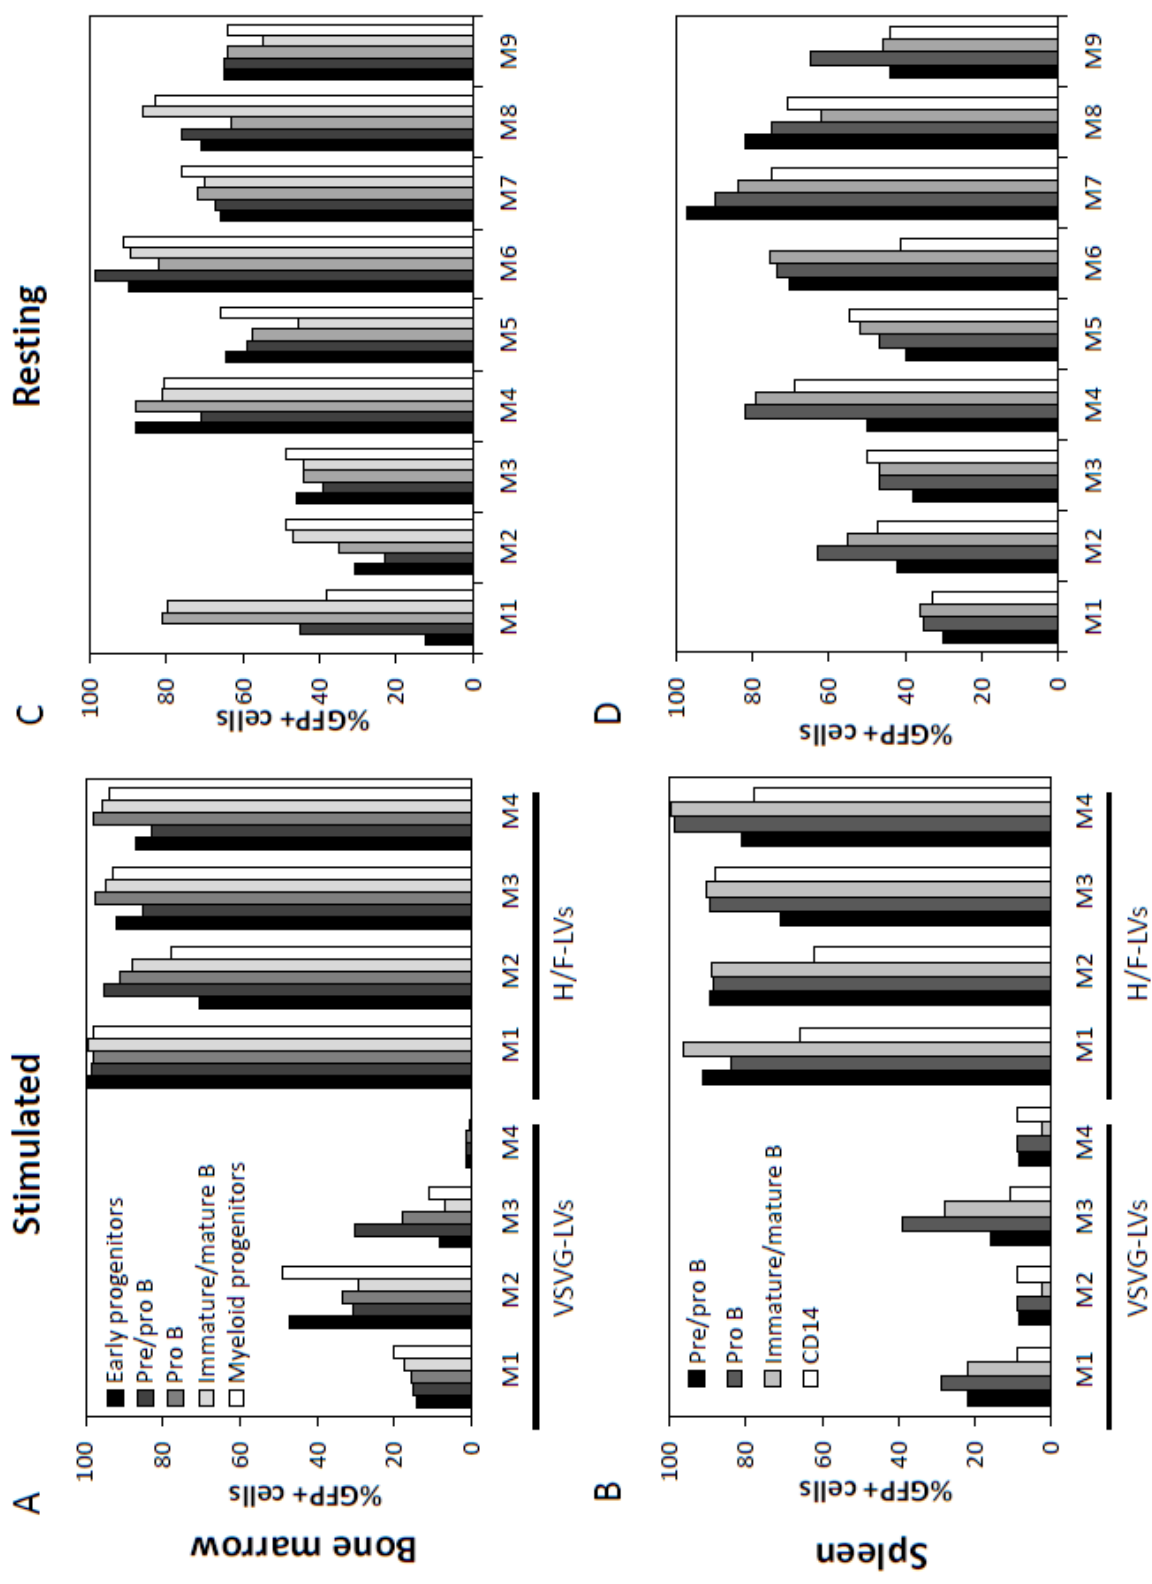 Stimulated
Resting
Bone marrow
Spleen
A
%GFP+ cells
100
80
60
40
20
0
Early progenitors
Pre/pro B
Pro B
Immature/mature B
Myeloid progenitors
M1 M2 M3 M4 M1 M2 M3 M4
VSVG-LVs H/F-LVs
C
%GFP+ cells
100
80
60
40
20
0
M1 M2 M3 M4 M5 M6 M7 M8 M9
B
%GFP+ cells
100
80
60
40
20
0
Pre/pro B
Pro B
Immature/mature B
CD14
M1 M2 M3 M4 M1 M2 M3 M4
VSVG-LVs H/F-LVs
D
%GFP+ cells
100
80
60
40
20
0
M1 M2 M3 M4 M5 M6 M7 M8 M9